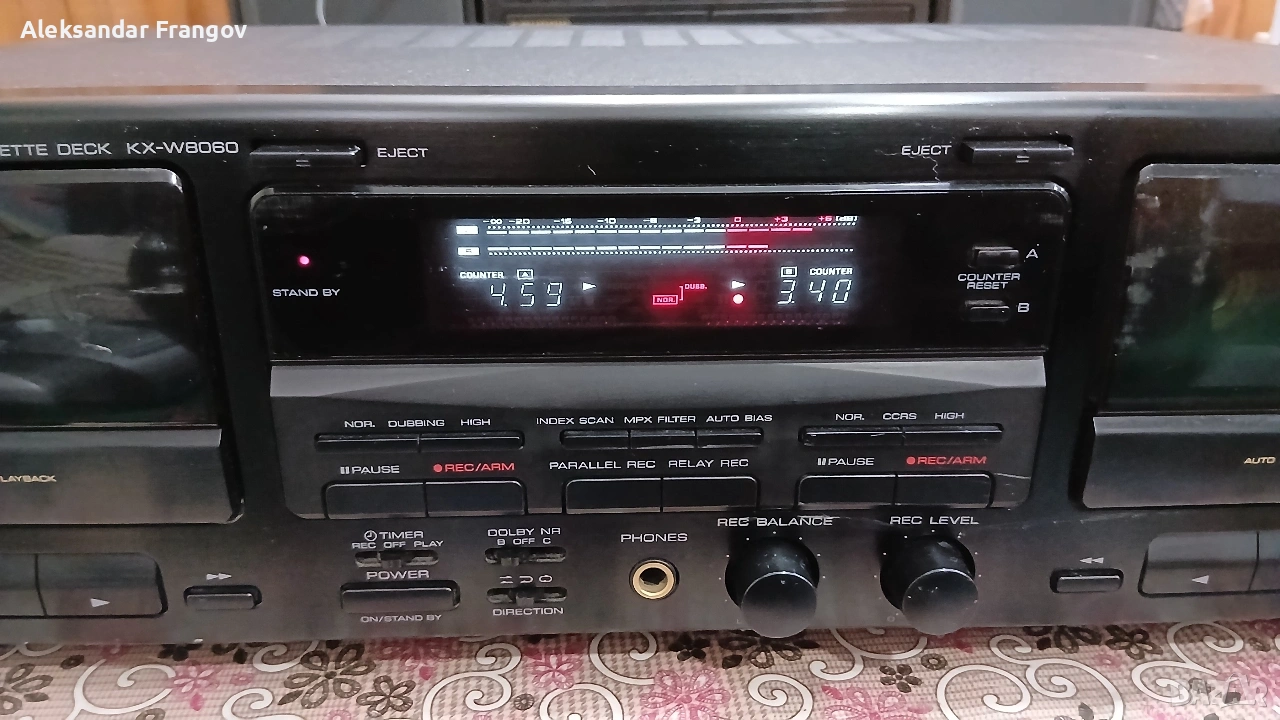 Aleksandar Frangov
ETTE DECK KX-W8060
EJECT
EJECT
-∞ -20 -16 -10 -6 -3 0 +3 +6 (dB)
STAND BY
COUNTER A
4.59
NOR. DUBB.
B COUNTER
3.40
A
COUNTER
RESET
B
NOR. DUBBING HIGH
INDEX SCAN MPX FILTER AUTO BIAS
NOR. CCRS HIGH
PAUSE REC/ARM
PARALLEL REC RELAY REC
PAUSE REC/ARM
LAYBACK
AUTO
TIMER
REC OFF PLAY
DOLBY NR
B OFF C
PHONES
REC BALANCE
REC LEVEL
POWER
ON/STAND BY
DIRECTION